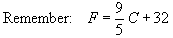 Remember: F = 9/5 C + 32